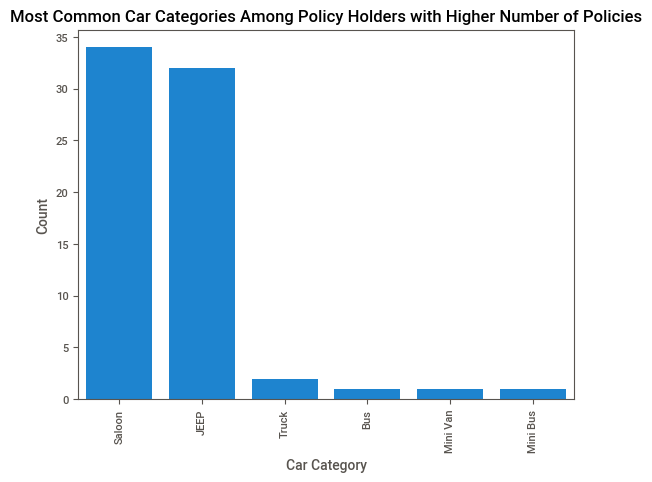 Most Common Car Categories Among Policy Holders with Higher Number of Policies
35
30
25
20
15
10
5
0
Count
Saloon
JEEP
Truck
Bus
Mini Van
Mini Bus
Car Category